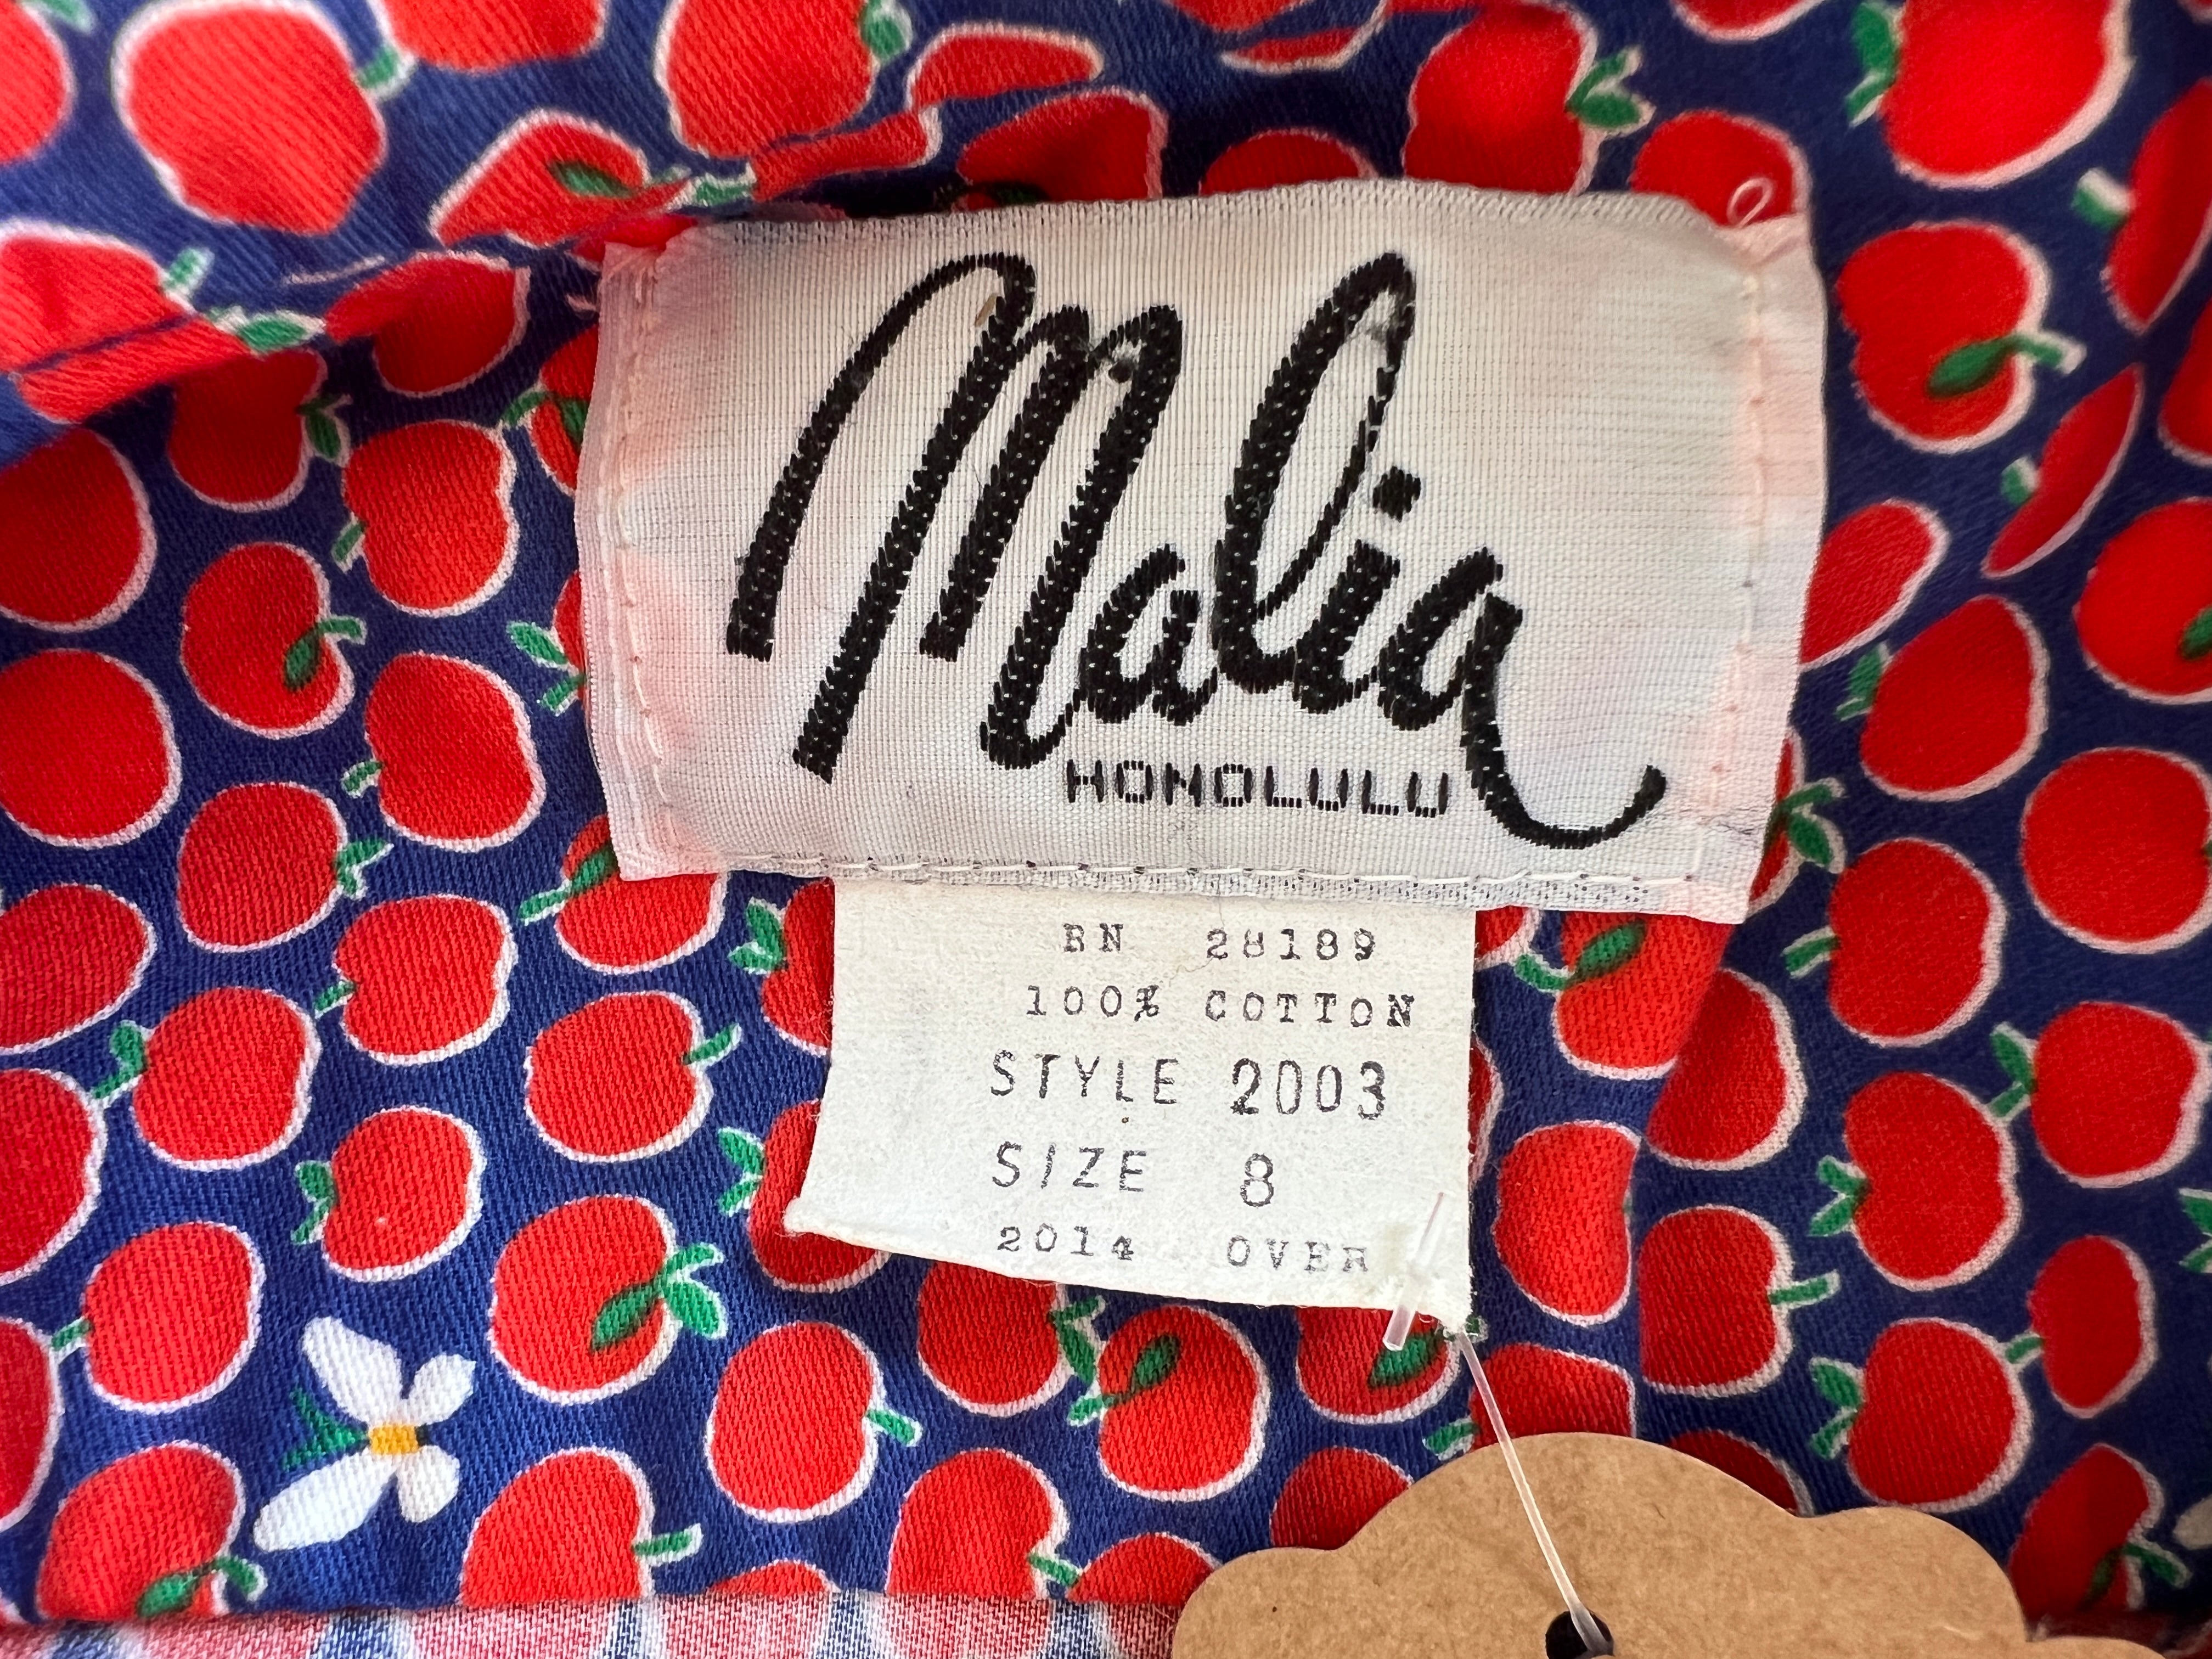 Malia
HONOLULU
RN 28189
100% COTTON
STYLE 2003
SIZE 8
2014 OVER